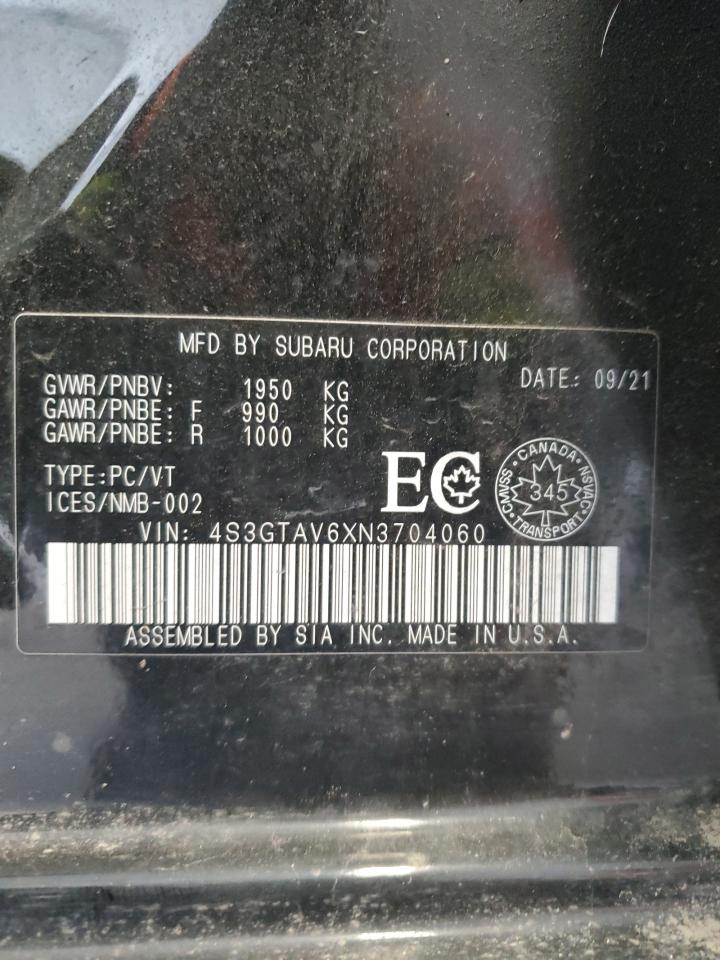 MFD BY SUBARU CORPORATION
GVWR/PNBV: 1950 KG DATE: 09/21
GAWR/PNBE: F 990 KG
GAWR/PNBE: R 1000 KG
TYPE:PC/VT
ICES/NMB-002
EC
CANADA
CMVSS 345 NSVAC
TRANSPORT
VIN: 4S3GTAV6XN3704060
ASSEMBLED BY SIA INC. MADE IN U.S.A.